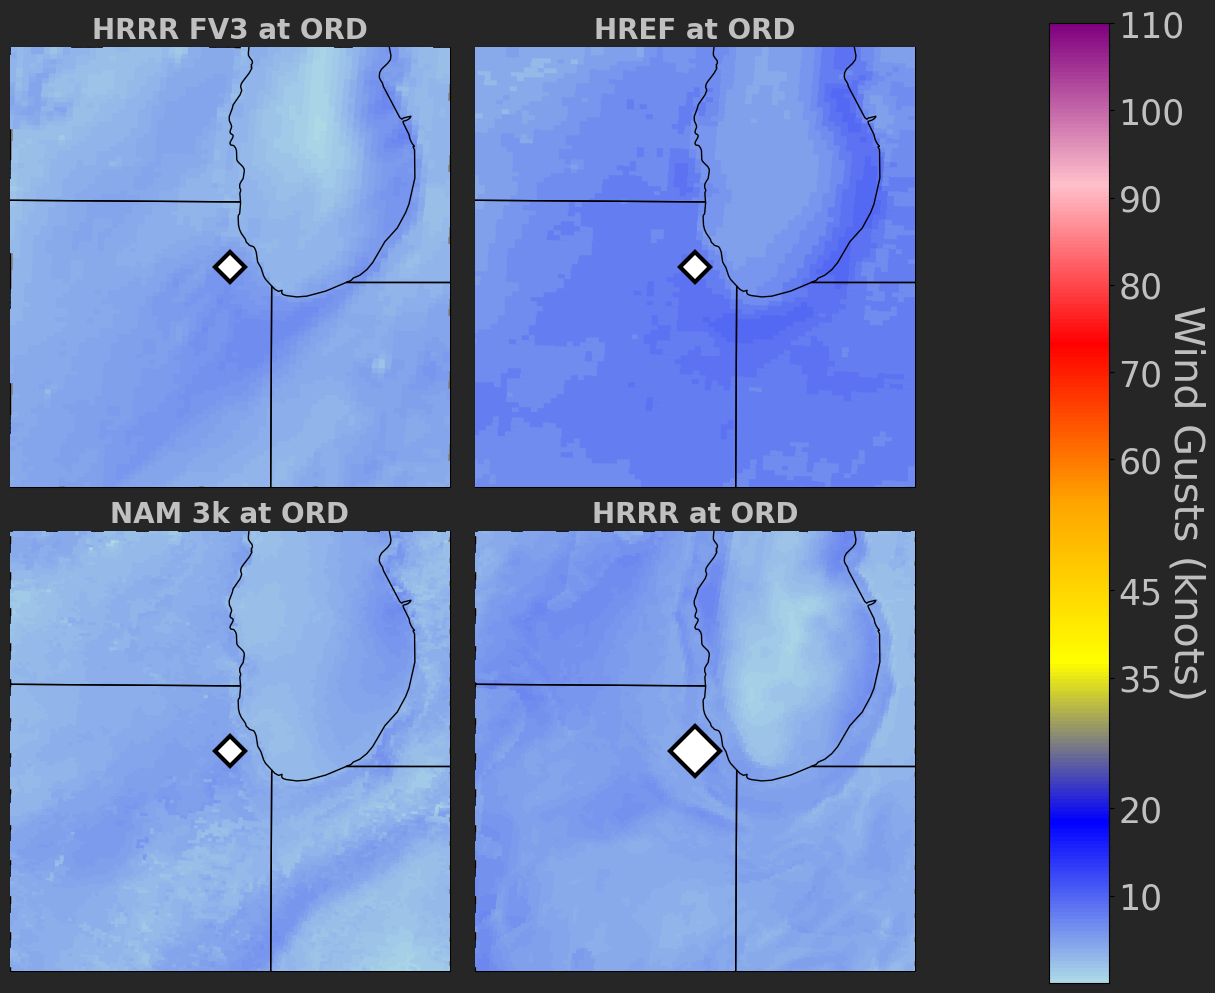 HRRR FV3 at ORD
HREF at ORD
NAM 3k at ORD
HRRR at ORD
110
100
90
80
70
60
45
35
20
10
Wind Gusts (knots)